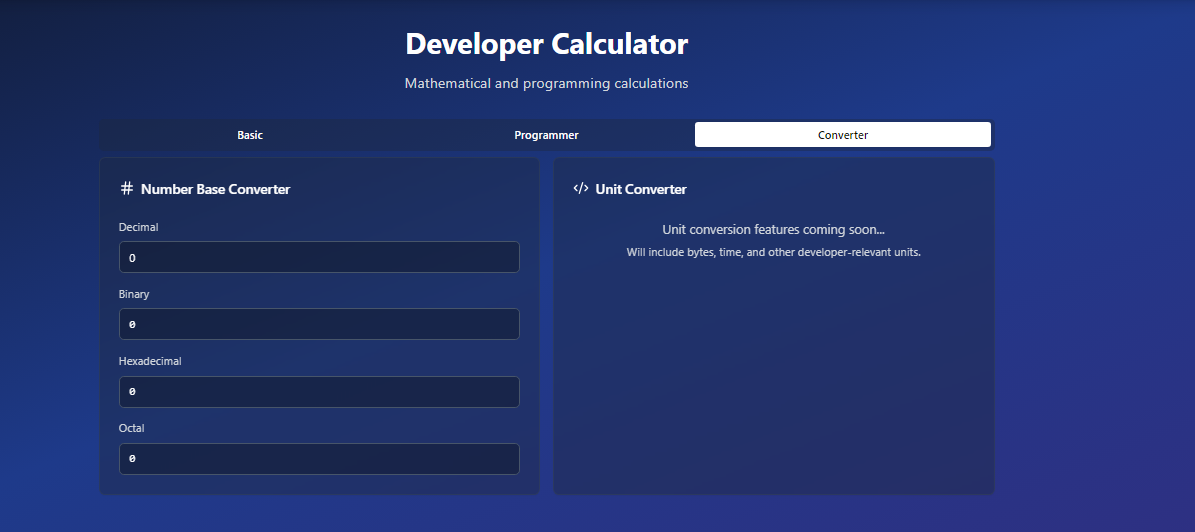 Developer Calculator
Mathematical and programming calculations
Basic
Programmer
Converter
Number Base Converter
Decimal
0
Binary
0
Hexadecimal
0
Octal
0
Unit Converter
Unit conversion features coming soon...
Will include bytes, time, and other developer-relevant units.